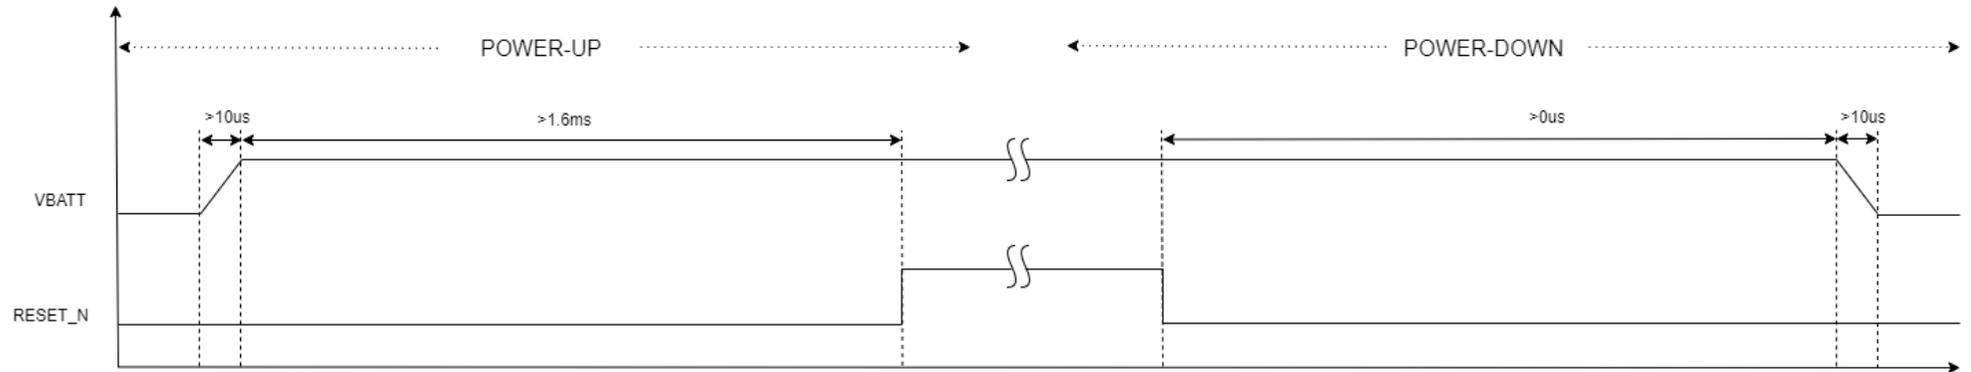 POWER-UP
POWER-DOWN
>10us
>1.6ms
>0us
>10us
VBATT
RESET_N